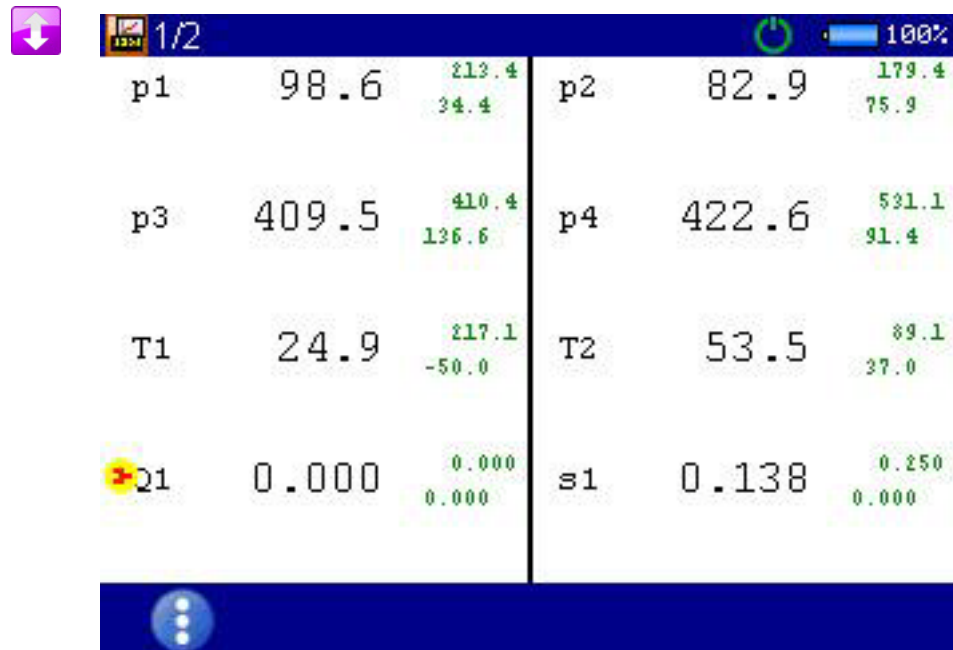 1/2 100%
p1 98.6 213.4 34.4 p2 82.9 179.4 75.9
p3 409.5 410.4 136.6 p4 422.6 531.1 91.4
T1 24.9 217.1 -50.0 T2 53.5 89.1 37.0
Q1 0.000 0.000 0.000 s1 0.138 0.250 0.000